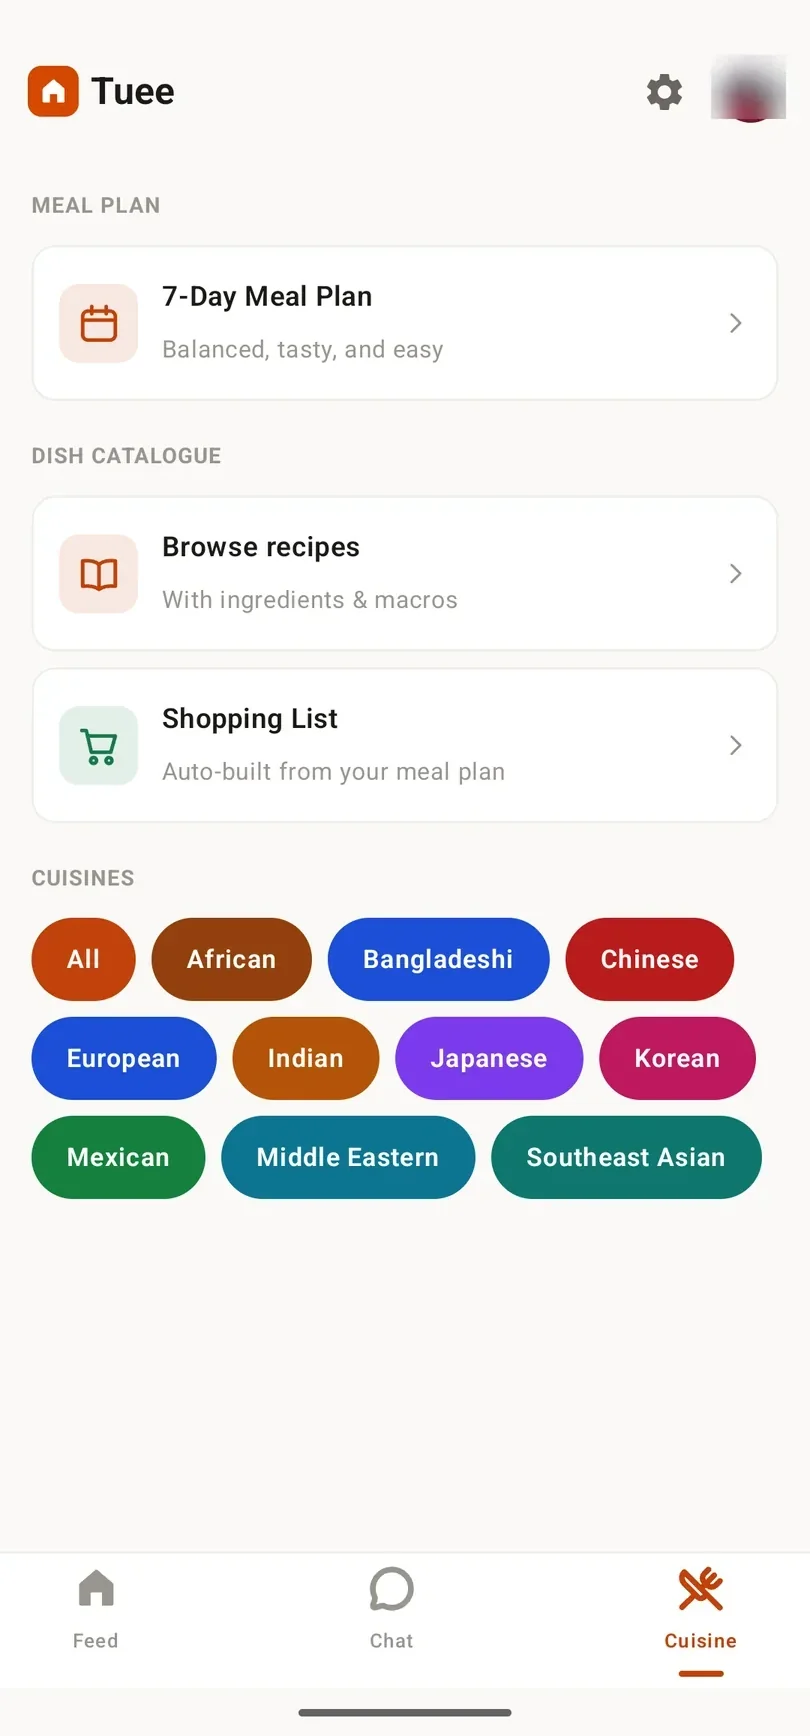 Tuee
MEAL PLAN
7-Day Meal Plan
Balanced, tasty, and easy
DISH CATALOGUE
Browse recipes
With ingredients & macros
Shopping List
Auto-built from your meal plan
CUISINES
All African Bangladeshi Chinese
European Indian Japanese Korean
Mexican Middle Eastern Southeast Asian
Feed Chat Cuisine